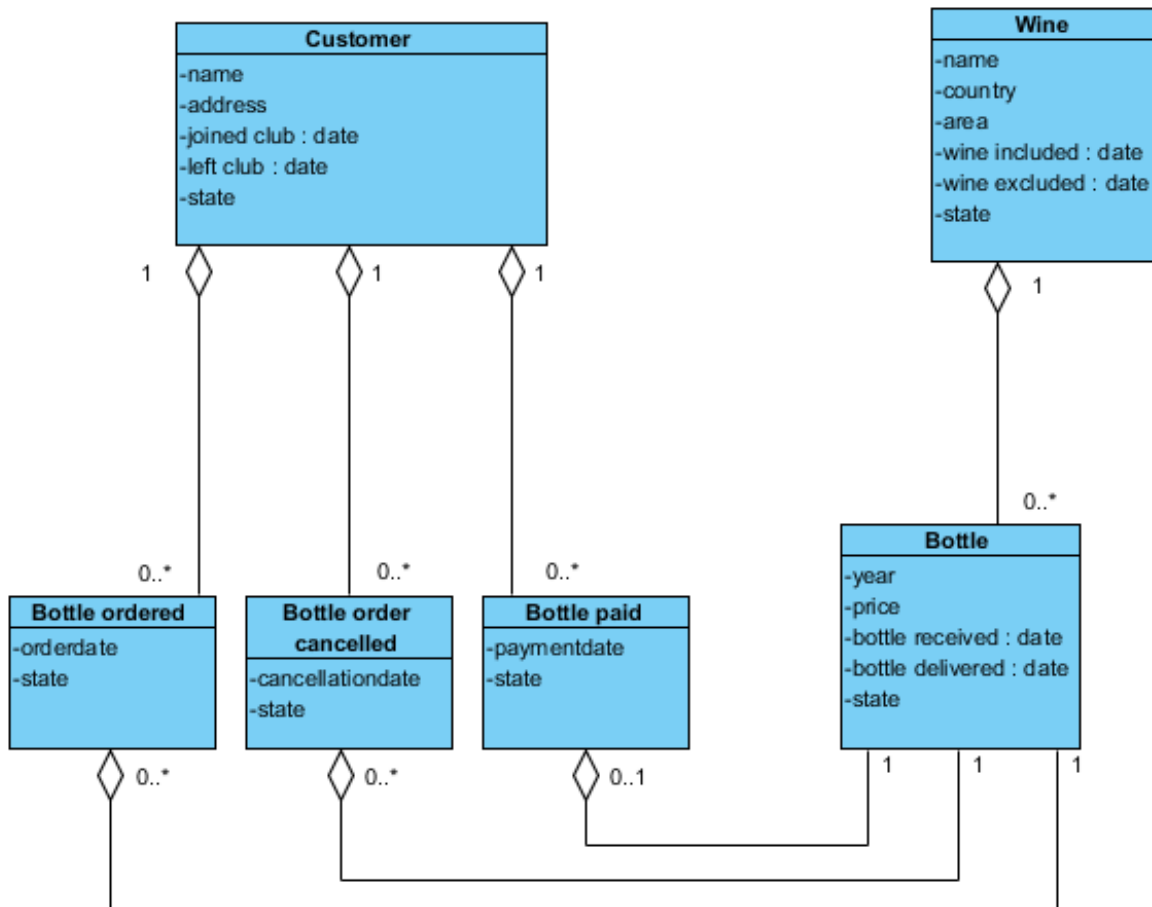 Customer
-name
-address
-joined club : date
-left club : date
-state
1
1
1
Wine
-name
-country
-area
-wine included : date
-wine excluded : date
-state
1
0..*
0..*
0..*
0..*
Bottle ordered
-orderdate
-state
0..*
Bottle order
cancelled
-cancellationdate
-state
0..*
Bottle paid
-paymentdate
-state
0..1
Bottle
-year
-price
-bottle received : date
-bottle delivered : date
-state
1
1
1